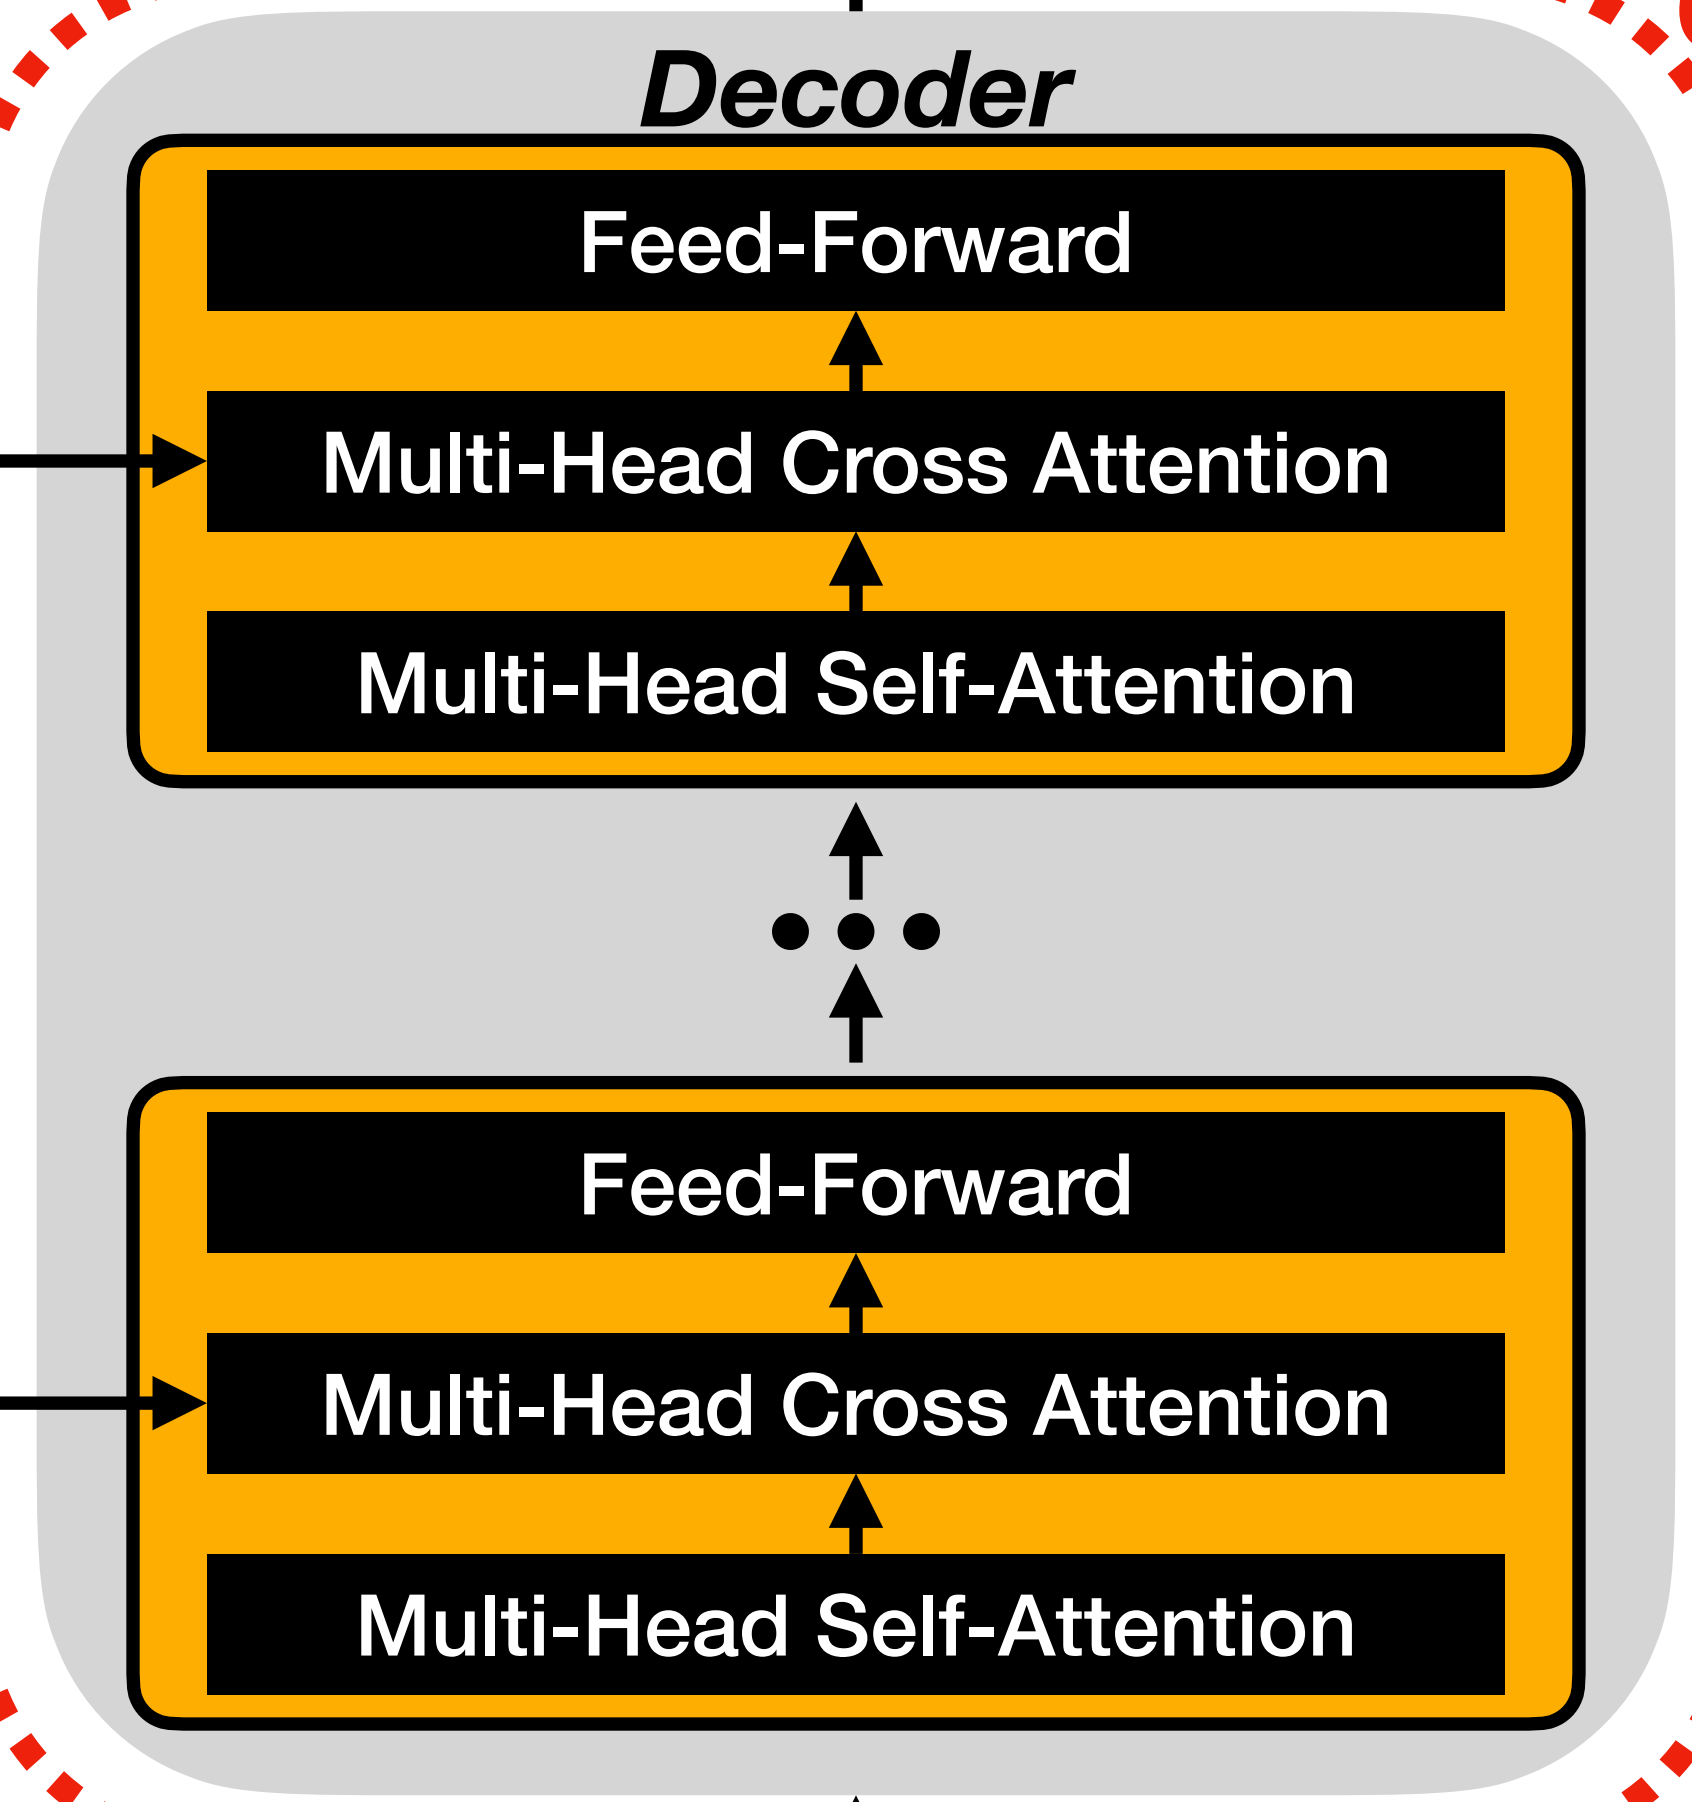 Decoder
Feed-Forward
Multi-Head Cross Attention
Multi-Head Self-Attention
Feed-Forward
Multi-Head Cross Attention
Multi-Head Self-Attention